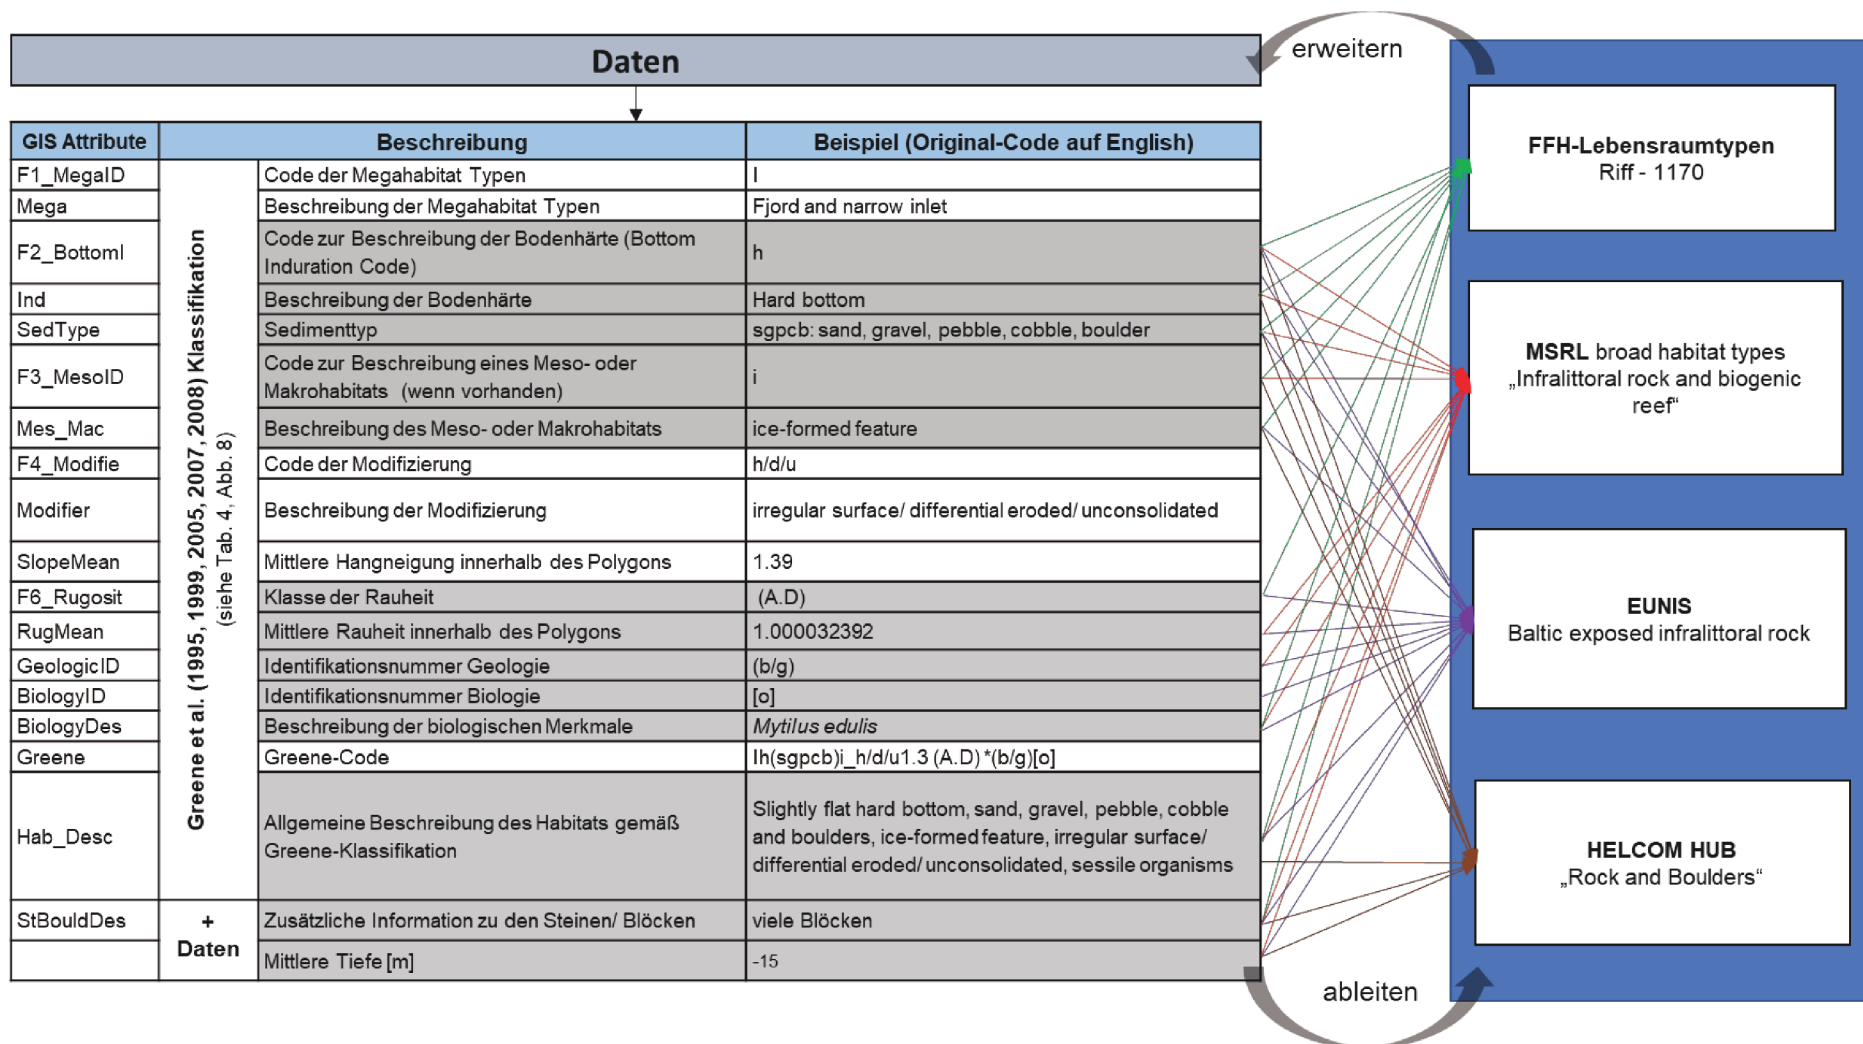 Daten
erweitern
GIS Attribute Beschreibung Beispiel (Original-Code auf English)
Greene et al. (1995, 1999, 2005, 2007, 2008) Klassifikation
(siehe Tab. 4, Abb. 8)
F1_MegaID Code der Megahabitat Typen I
Mega Beschreibung der Megahabitat Typen Fjord and narrow inlet
F2_BottomI Code zur Beschreibung der Bodenhärte (Bottom
Induration Code) h
Ind Beschreibung der Bodenhärte Hard bottom
SedType Sedimenttyp sgpcb: sand, gravel, pebble, cobble, boulder
F3_MesoID Code zur Beschreibung eines Meso- oder
Makrohabitats (wenn vorhanden) i
Mes_Mac Beschreibung des Meso- oder Makrohabitats ice-formed feature
F4_Modifie Code der Modifizierung h/d/u
Modifier Beschreibung der Modifizierung irregular surface/ differential eroded/ unconsolidated
SlopeMean Mittlere Hangneigung innerhalb des Polygons 1.39
F6_Rugosit Klasse der Rauheit (A.D)
RugMean Mittlere Rauheit innerhalb des Polygons 1.000032392
GeologicID Identifikationsnummer Geologie (b/g)
BiologyID Identifikationsnummer Biologie [o]
BiologyDes Beschreibung der biologischen Merkmale Mytilus edulis
Greene Greene-Code Ih(sgpcb)i_h/d/u1.3 (A.D) *(b/g)[o]
Hab_Desc Allgemeine Beschreibung des Habitats gemäß
Greene-Klassifikation
Slightly flat hard bottom, sand, gravel, pebble, cobble
and boulders, ice-formed feature, irregular surface/
differential eroded/ unconsolidated, sessile organisms
StBouldDes Zusätzliche Information zu den Steinen/ Blöcken viele Blöcken
+
Daten
Mittlere Tiefe [m] -15
FFH-Lebensraumtypen
Riff - 1170
MSRL broad habitat types
„Infralittoral rock and biogenic
reef“
EUNIS
Baltic exposed infralittoral rock
HELCOM HUB
„Rock and Boulders“
ableiten